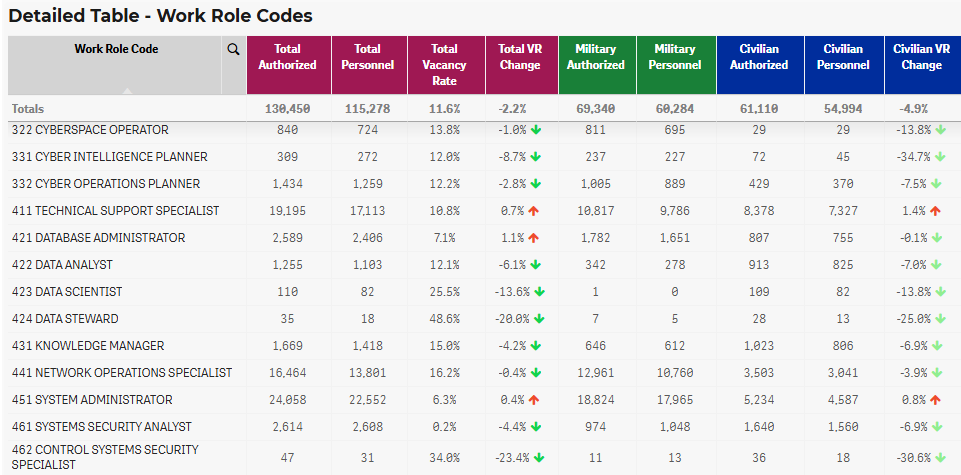 Detailed Table - Work Role Codes
Work Role Code Total Authorized Total Personnel Total Vacancy Rate Total VR Change Military Authorized Military Personnel Civilian Authorized Civilian Personnel Civilian VR Change
Totals 130,450 115,278 11.6% -2.2% 69,340 60,284 61,110 54,994 -4.9%
322 CYBERSPACE OPERATOR 840 724 13.8% -1.0% 811 695 29 29 -13.8%
331 CYBER INTELLIGENCE PLANNER 309 272 12.0% -8.7% 237 227 72 45 -34.7%
332 CYBER OPERATIONS PLANNER 1,434 1,259 12.2% -2.8% 1,005 889 429 370 -7.5%
411 TECHNICAL SUPPORT SPECIALIST 19,195 17,113 10.8% 0.7% 10,817 9,786 8,378 7,327 1.4%
421 DATABASE ADMINISTRATOR 2,589 2,406 7.1% 1.1% 1,782 1,651 807 755 -0.1%
422 DATA ANALYST 1,255 1,103 12.1% -6.1% 342 278 913 825 -7.0%
423 DATA SCIENTIST 110 82 25.5% -13.6% 1 0 109 82 -13.8%
424 DATA STEWARD 35 18 48.6% -20.0% 7 5 28 13 -25.0%
431 KNOWLEDGE MANAGER 1,669 1,418 15.0% -4.2% 646 612 1,023 806 -6.9%
441 NETWORK OPERATIONS SPECIALIST 16,464 13,801 16.2% -0.4% 12,961 10,760 3,503 3,041 -3.9%
451 SYSTEM ADMINISTRATOR 24,058 22,552 6.3% 0.4% 18,824 17,965 5,234 4,587 0.8%
461 SYSTEMS SECURITY ANALYST 2,614 2,608 0.2% -4.4% 974 1,048 1,640 1,560 -6.9%
462 CONTROL SYSTEMS SECURITY SPECIALIST 47 31 34.0% -23.4% 11 13 36 18 -30.6%